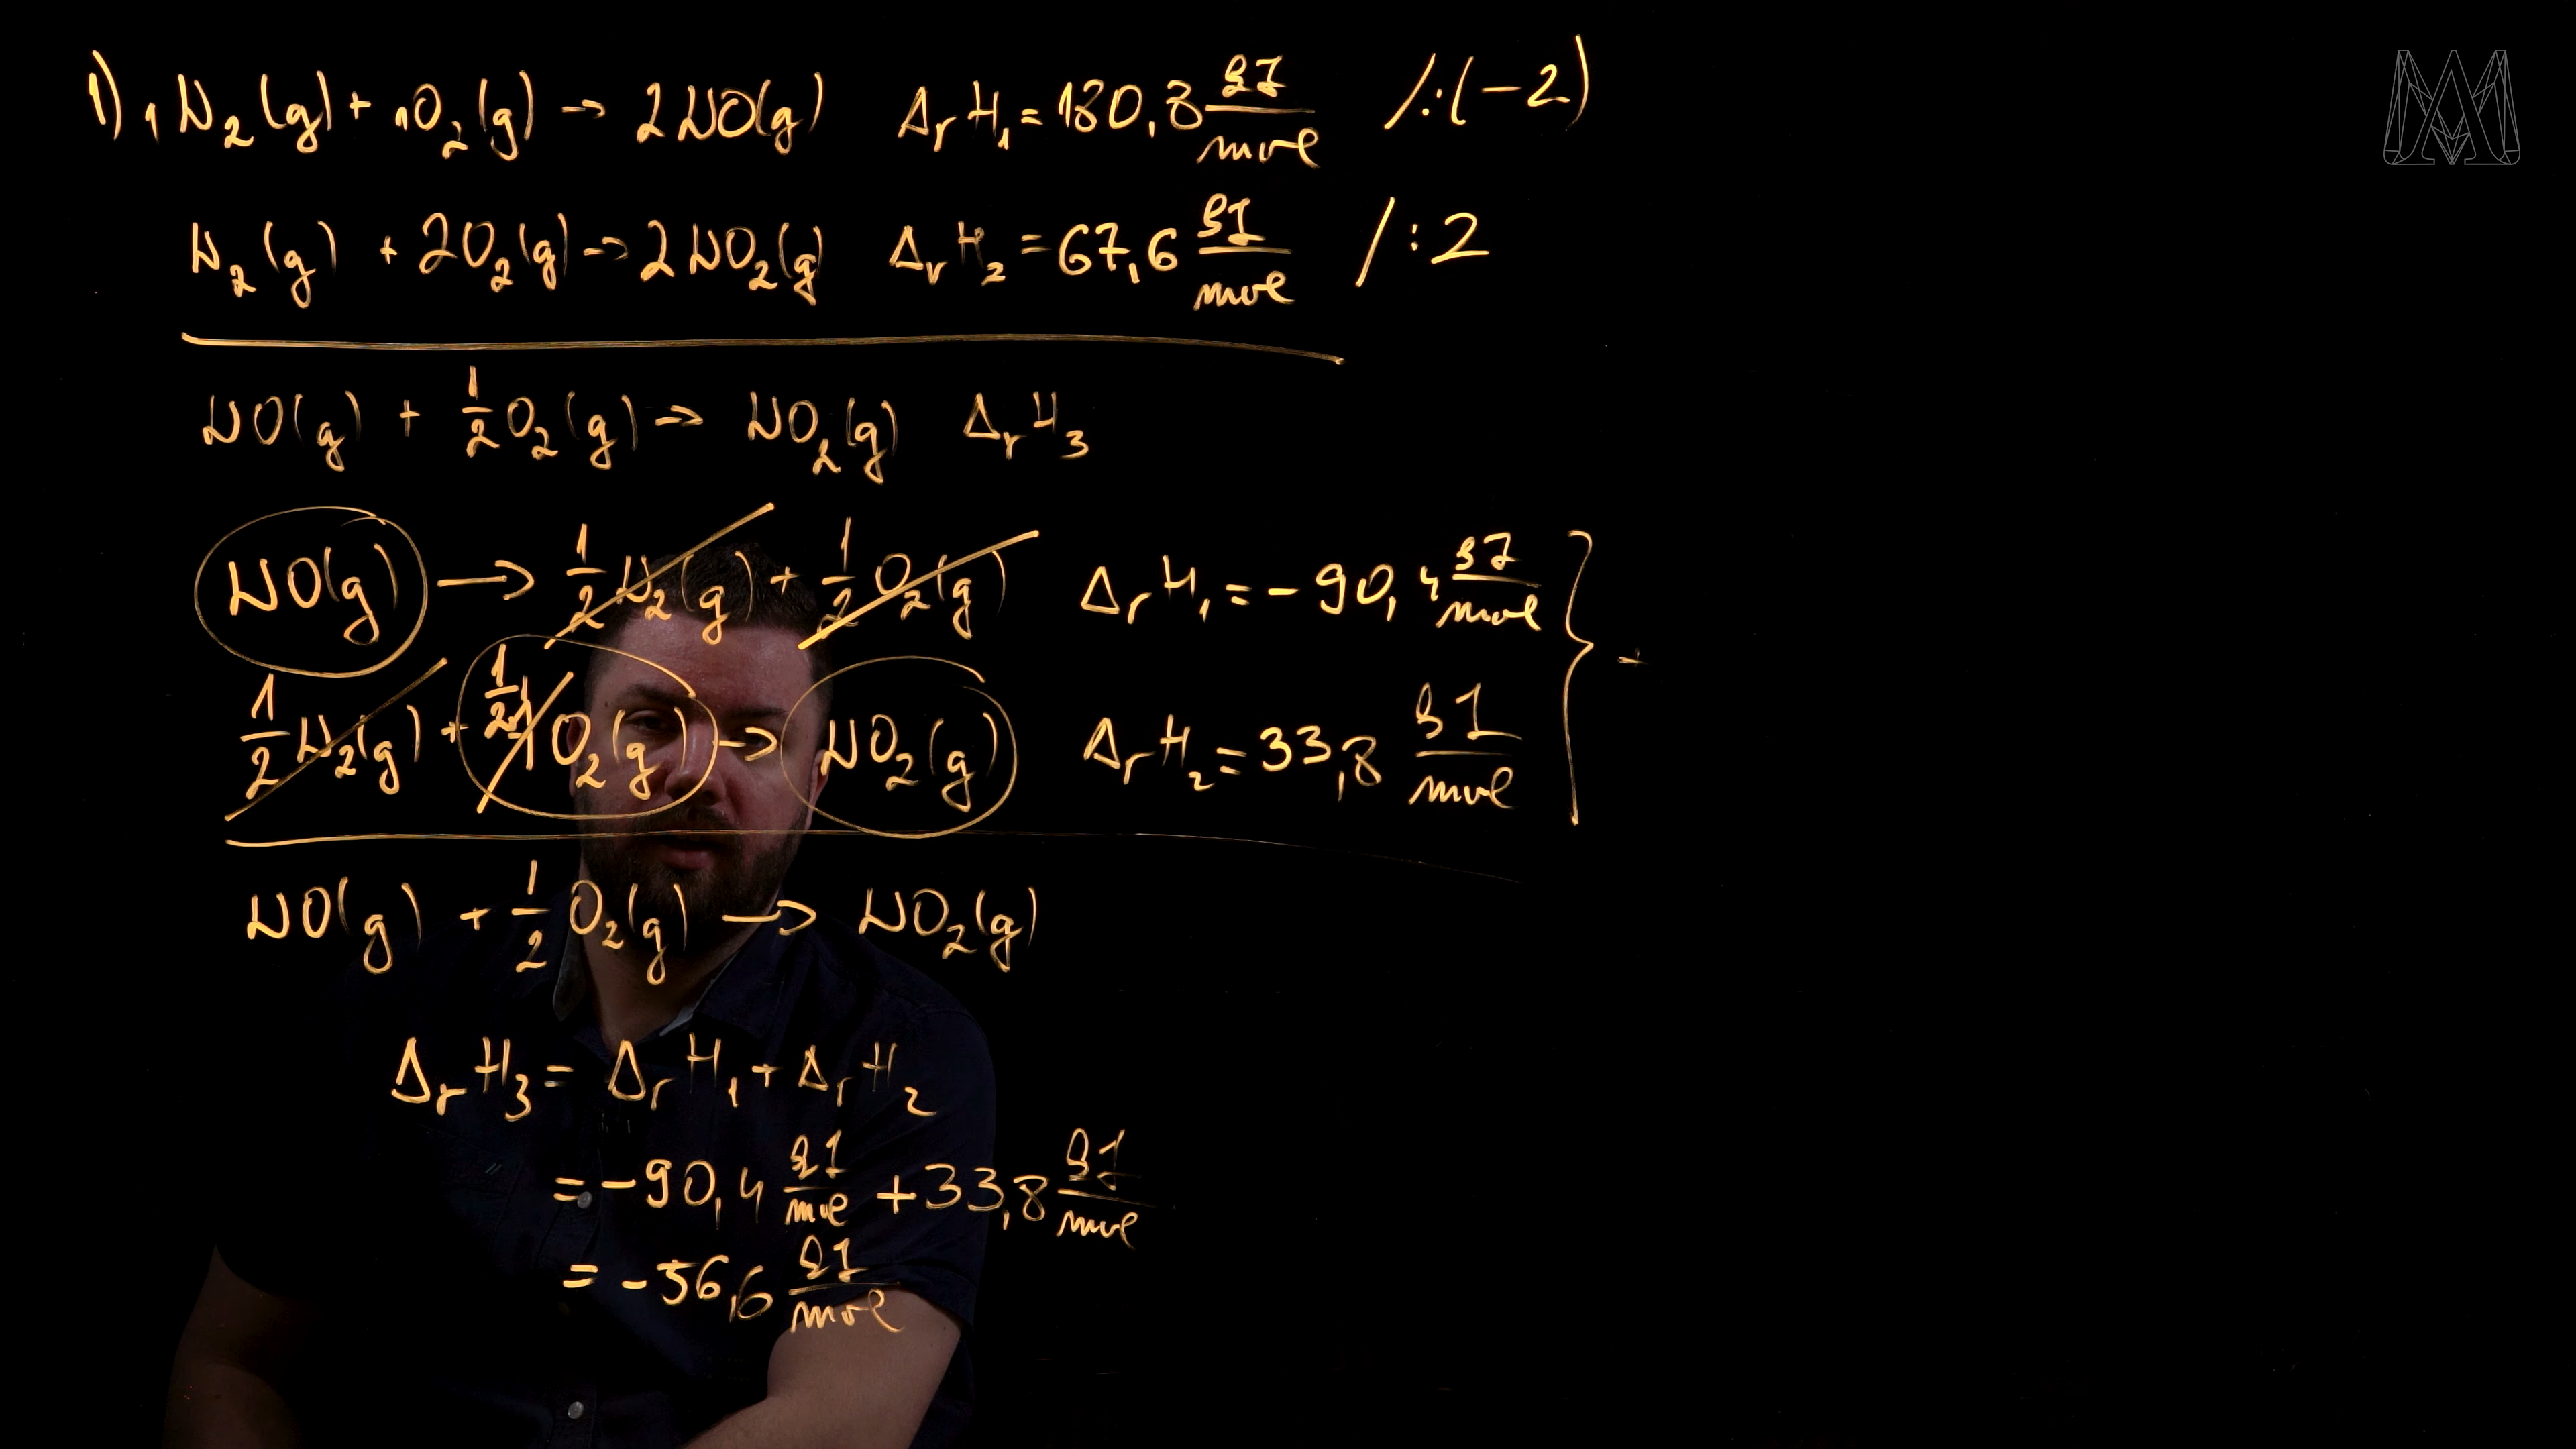 1) 1 N₂(g) + 1O₂(g) → 2NO(g) ΔᵣH₁ = 180,8 kJ/mol /:(-2)
N₂(g) + 2O₂(g) → 2NO₂(g) ΔᵣH₂ = 67,6 kJ/mol /:2
NO(g) + 1/2 O₂(g) → NO₂(g) ΔᵣH₃
NO(g) → 1/2 N₂(g) + 1/2 O₂(g) ΔᵣH₁ = -90,4 kJ/mol } +
1/2 N₂(g) + 1/2 1 O₂(g) → NO₂(g) ΔᵣH₂ = 33,8 kJ/mol
NO(g) + 1/2 O₂(g) → NO₂(g)
ΔᵣH₃ = ΔᵣH₁ + ΔᵣH₂
= -90,4 kJ/mol + 33,8 kJ/mol
= -56,6 kJ/mol